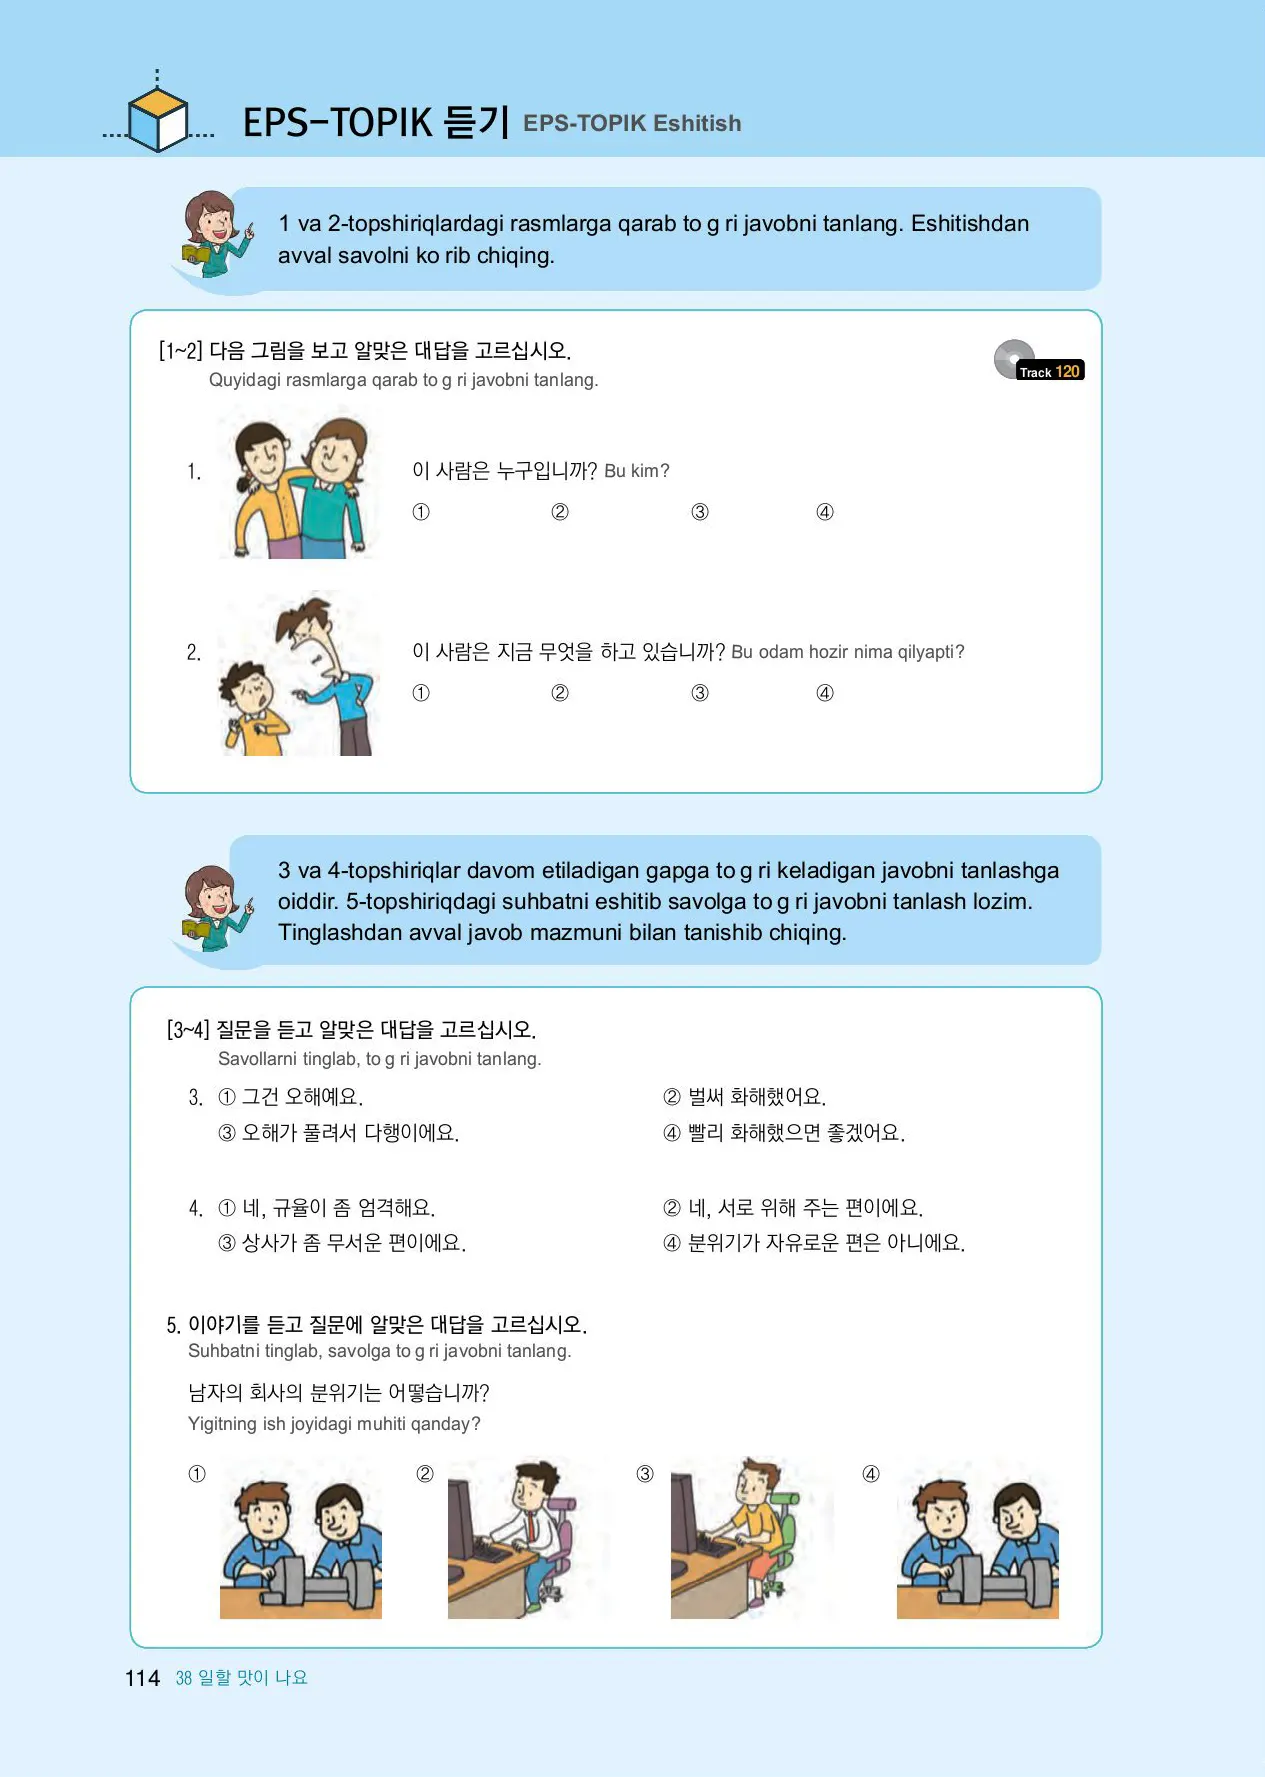 EPS-TOPIK 듣기 EPS-TOPIK Eshitish
1 va 2-topshiriqlardagi rasmlarga qarab to g ri javobni tanlang. Eshitishdan
avval savolni ko rib chiqing.
[1~2] 다음 그림을 보고 알맞은 대답을 고르십시오.
Quyidagi rasmlarga qarab to g ri javobni tanlang.
Track 120
1. 이 사람은 누구입니까? Bu kim?
① ② ③ ④
2. 이 사람은 지금 무엇을 하고 있습니까? Bu odam hozir nima qilyapti?
① ② ③ ④
3 va 4-topshiriqlar davom etiladigan gapga to g ri keladigan javobni tanlashga
oiddir. 5-topshiriqdagi suhbatni eshitib savolga to g ri javobni tanlash lozim.
Tinglashdan avval javob mazmuni bilan tanishib chiqing.
[3~4] 질문을 듣고 알맞은 대답을 고르십시오.
Savollarni tinglab, to g ri javobni tanlang.
3. ① 그건 오해예요. ② 벌써 화해했어요.
③ 오해가 풀려서 다행이에요. ④ 빨리 화해했으면 좋겠어요.
4. ① 네, 규율이 좀 엄격해요. ② 네, 서로 위해 주는 편이에요.
③ 상사가 좀 무서운 편이에요. ④ 분위기가 자유로운 편은 아니에요.
5. 이야기를 듣고 질문에 알맞은 대답을 고르십시오.
Suhbatni tinglab, savolga to g ri javobni tanlang.
남자의 회사의 분위기는 어떻습니까?
Yigitning ish joyidagi muhiti qanday?
① ② ③ ④
114 38 일할 맛이 나요